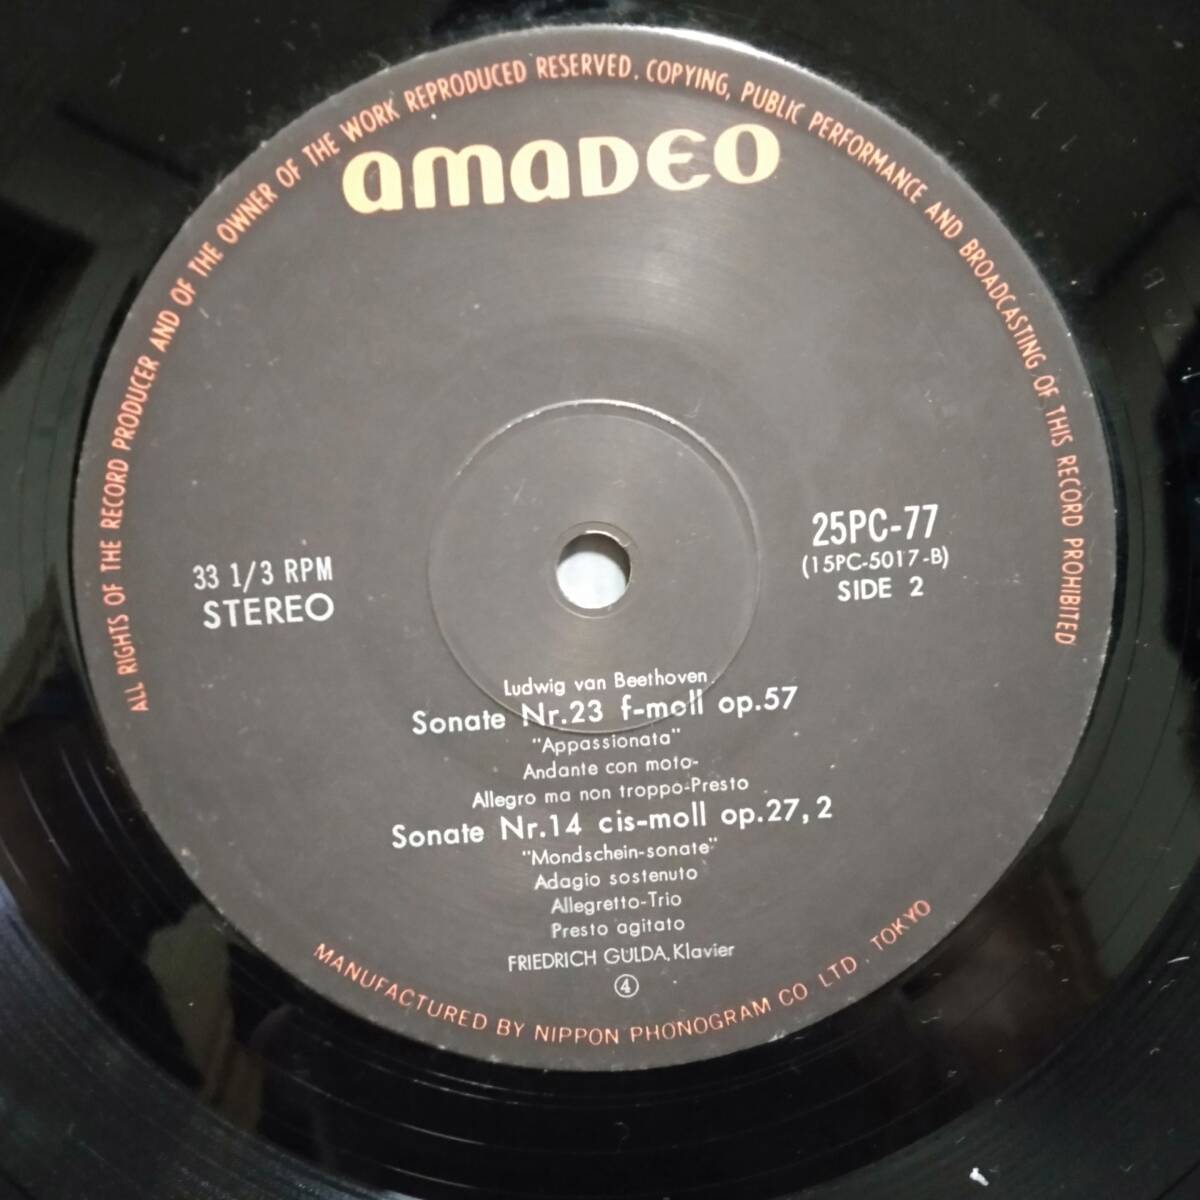 ALL RIGHTS OF THE RECORD PRODUCER AND OF THE OWNER OF THE WORK REPRODUCED RESERVED. COPYING, PUBLIC PERFORMANCE AND BROADCASTING OF THIS RECORD PROHIBITED
amadeo
33 1/3 RPM
STEREO
25PC-77
(15PC-5017-B)
SIDE 2
Ludwig van Beethoven
Sonate Nr.23 f-moll op.57
"Appassionata"
Andante con moto-
Allegro ma non troppo-Presto
Sonate Nr.14 cis-moll op.27,2
"Mondschein-sonate"
Adagio sostenuto
Allegretto-Trio
Presto agitato
FRIEDRICH GULDA, Klavier
④
MANUFACTURED BY NIPPON PHONOGRAM CO LTD. TOKYO